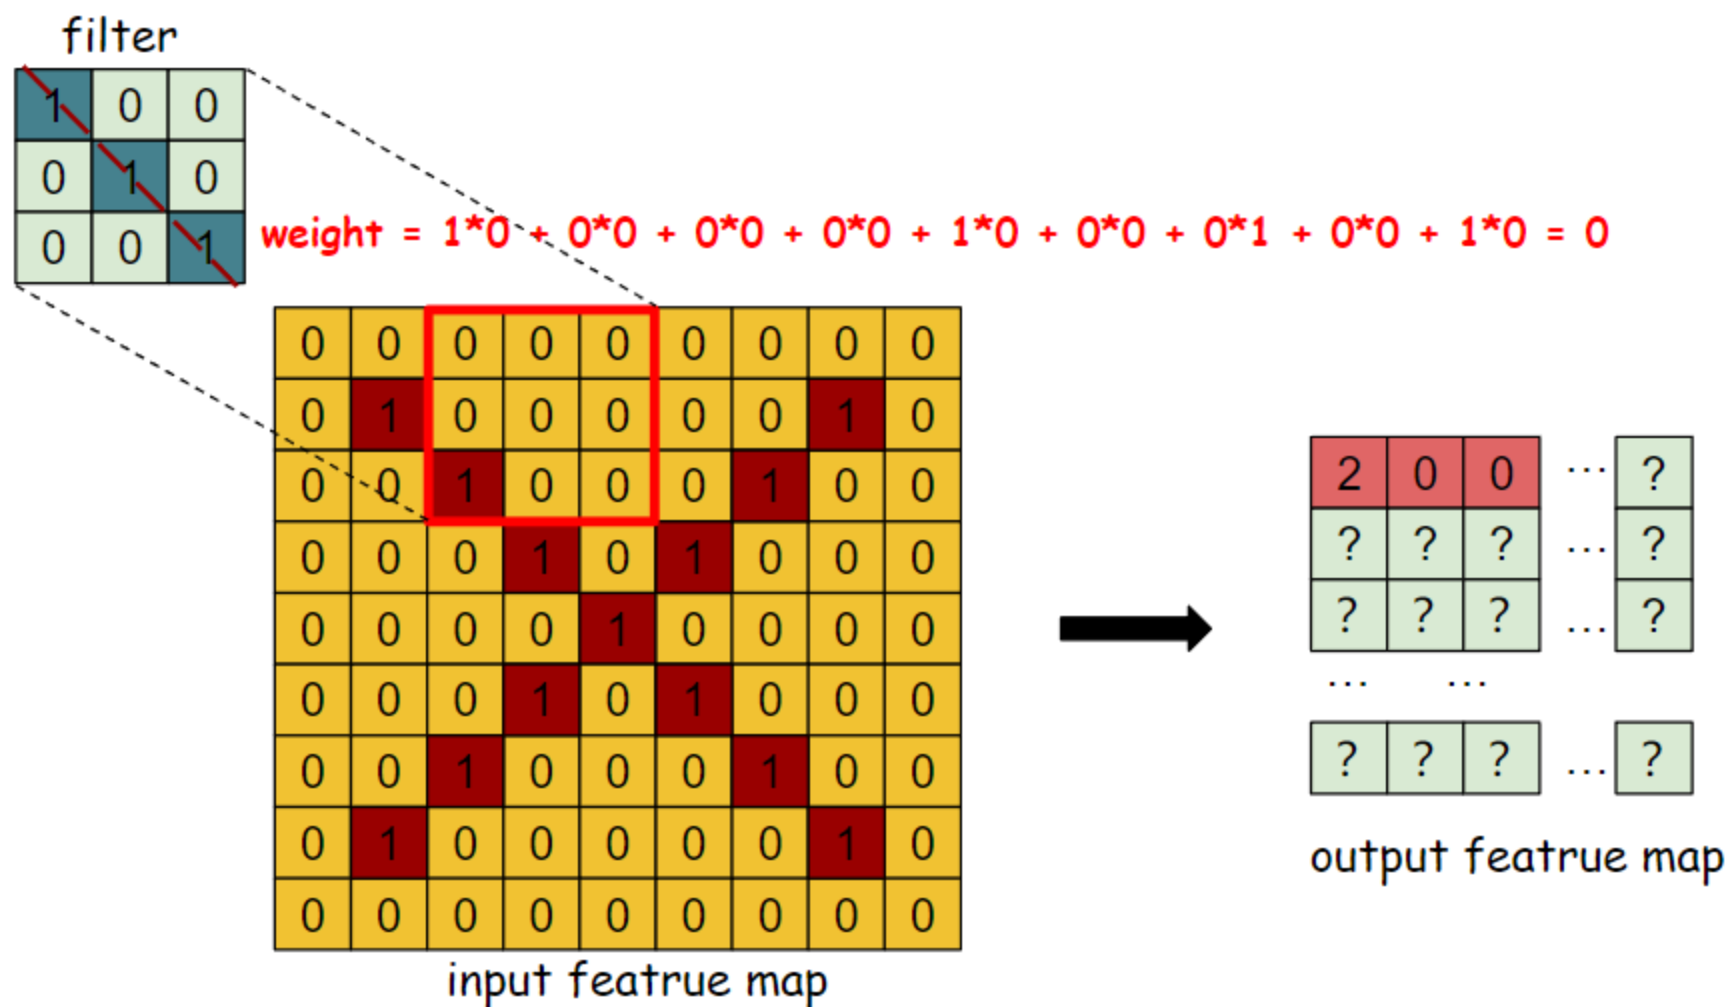 filter
1 0 0
0 1 0
0 0 1
weight = 1*0 + 0*0 + 0*0 + 0*0 + 1*0 + 0*0 + 0*1 + 0*0 + 1*0 = 0
0 0 0 0 0 0 0 0 0
0 1 0 0 0 0 0 1 0
0 0 1 0 0 0 1 0 0
0 0 0 1 0 1 0 0 0
0 0 0 0 1 0 0 0 0
0 0 0 1 0 1 0 0 0
0 0 1 0 0 0 1 0 0
0 1 0 0 0 0 0 1 0
0 0 0 0 0 0 0 0 0
input featrue map
2 0 0 ... ?
? ? ? ... ?
? ? ? ... ?
... ...
? ? ? ... ?
output featrue map